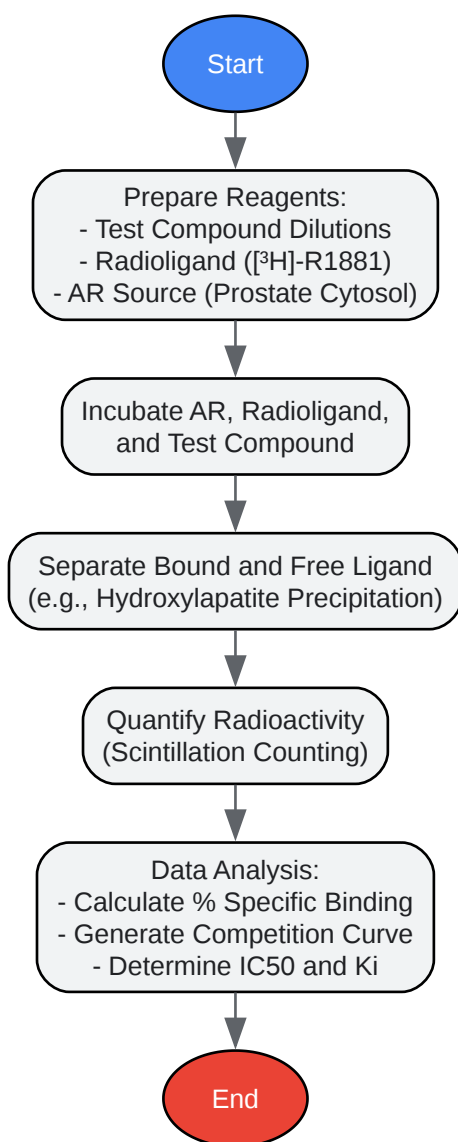 Start
Prepare Reagents:
- Test Compound Dilutions
- Radioligand ([³H]-R1881)
- AR Source (Prostate Cytosol)
Incubate AR, Radioligand,
and Test Compound
Separate Bound and Free Ligand
(e.g., Hydroxylapatite Precipitation)
Quantify Radioactivity
(Scintillation Counting)
Data Analysis:
- Calculate % Specific Binding
- Generate Competition Curve
- Determine IC50 and Ki
End